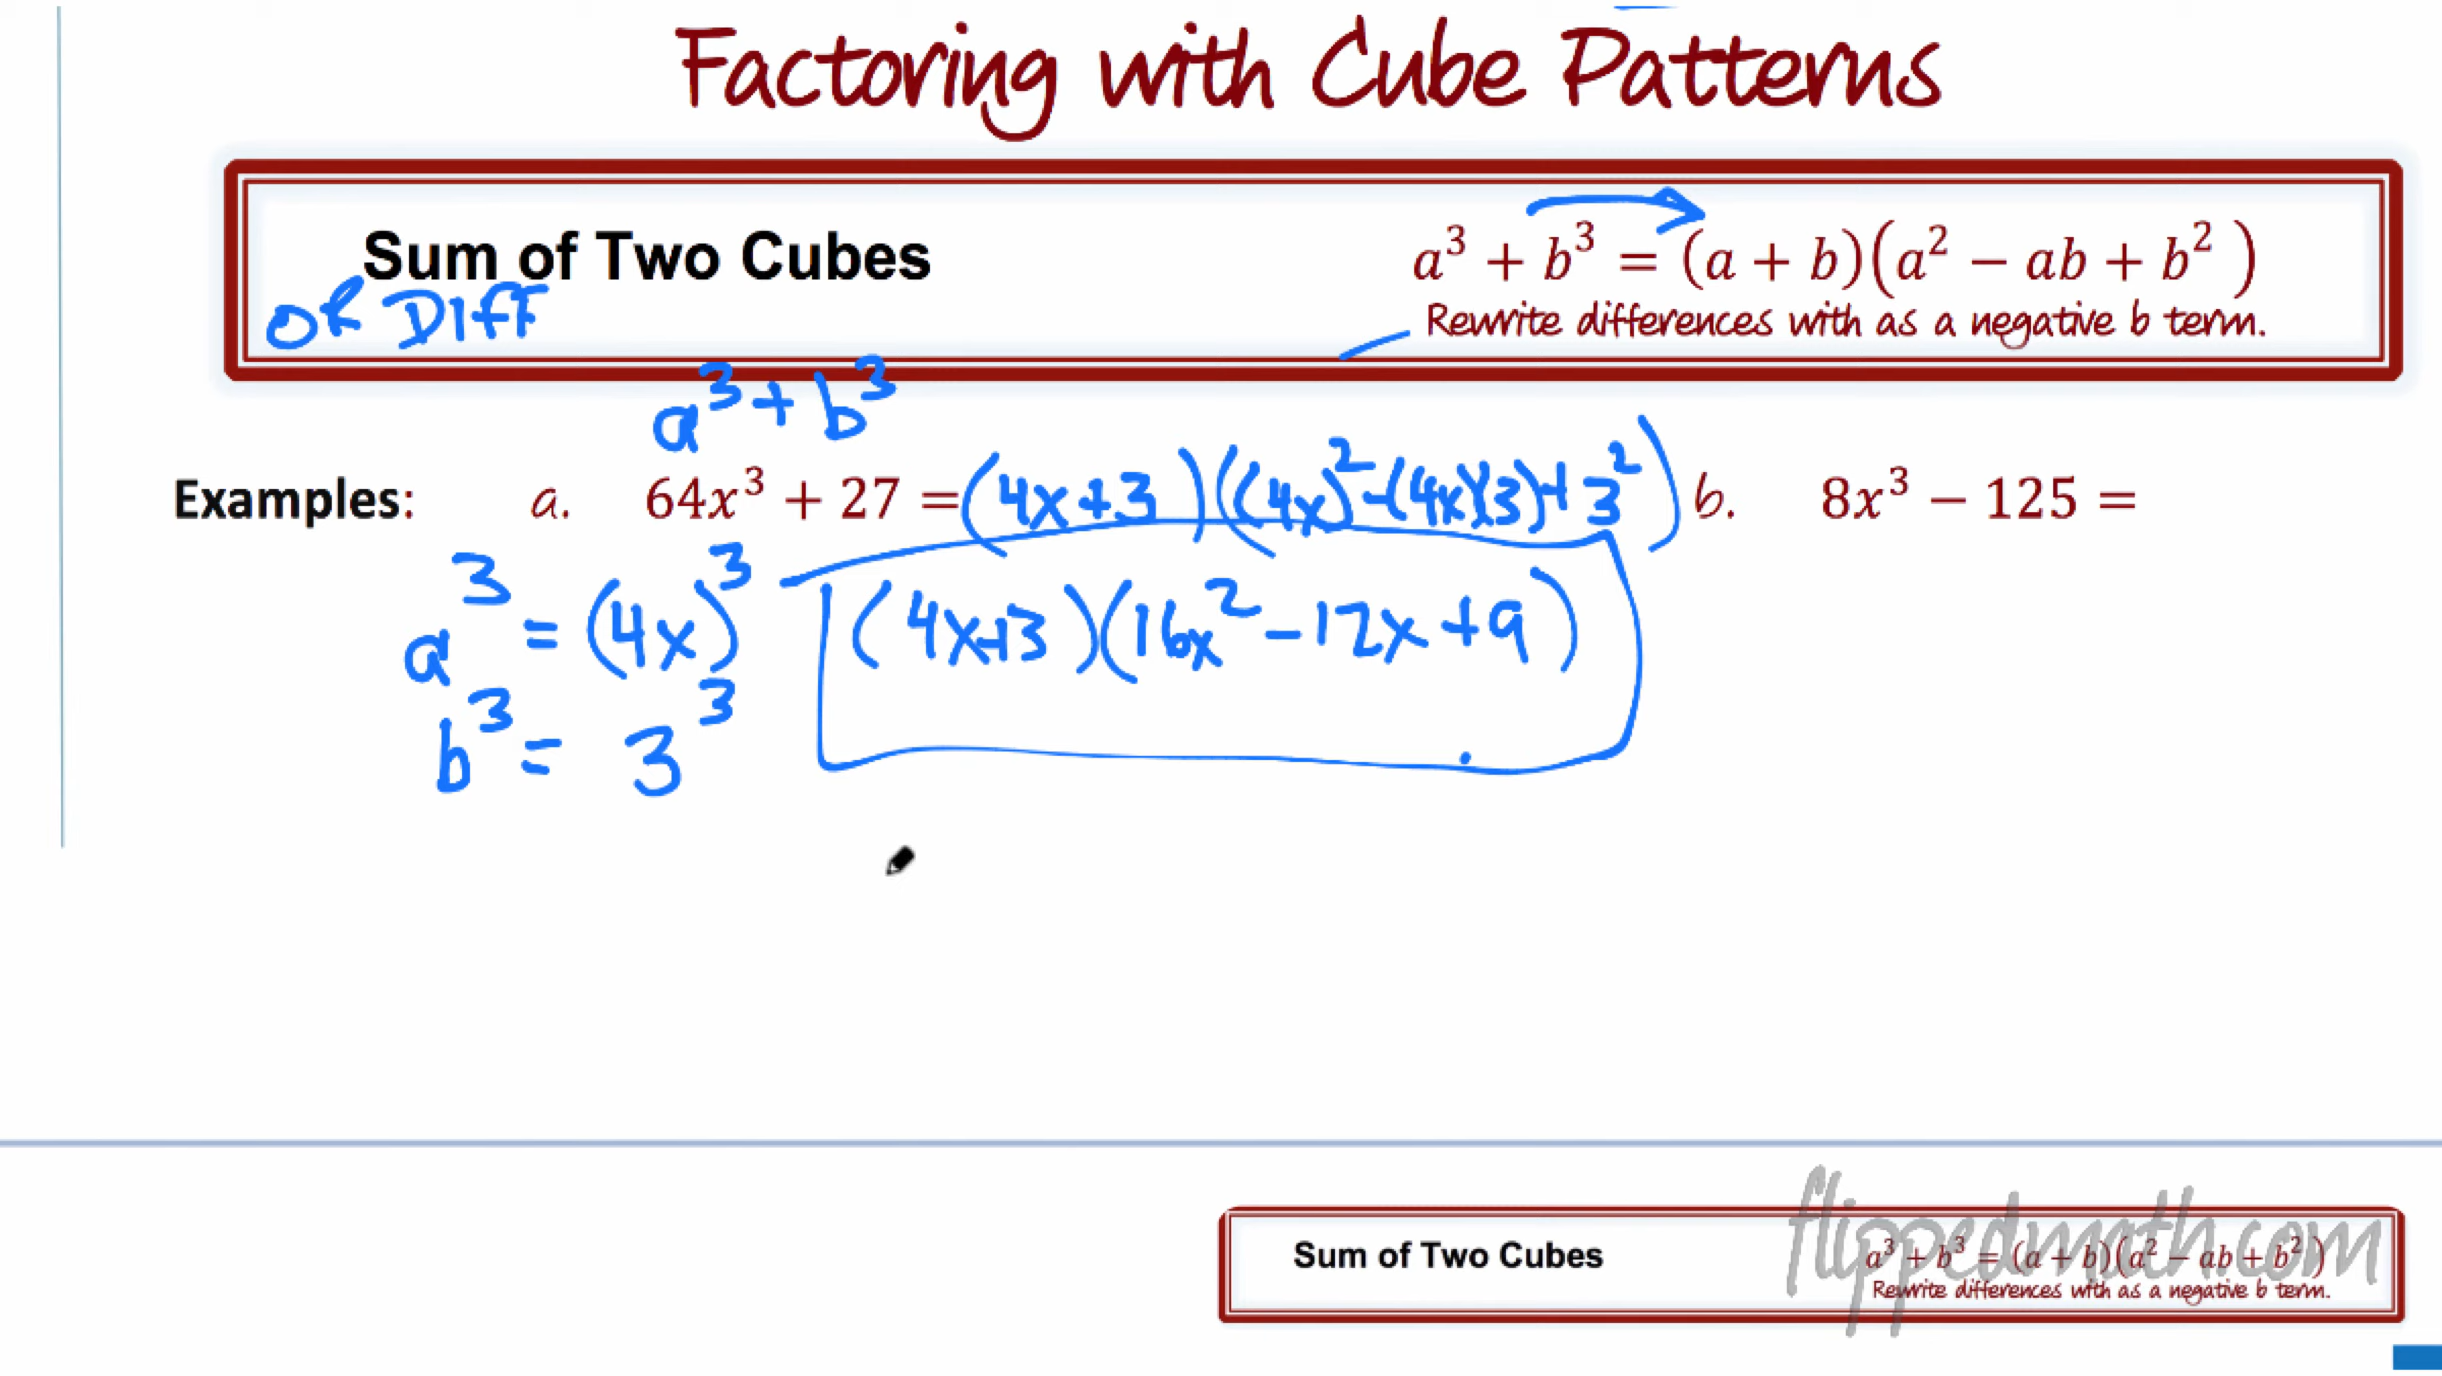 Factoring with Cube Patterns
Sum of Two Cubes
a³ + b³ = (a + b)(a² − ab + b²)
OR DIFF
Rewrite differences with as a negative b term.
a³ + b³
Examples: a. 64x³ + 27 = (4x+3)((4x)² − (4x)(3) + 3²) b. 8x³ − 125 =
a³ = (4x)³ (4x+3)(16x² − 12x + 9)
b³ = 3³
flippedmath.com
Sum of Two Cubes a³ + b³ = (a + b)(a² − ab + b²)
Rewrite differences with as a negative b term.